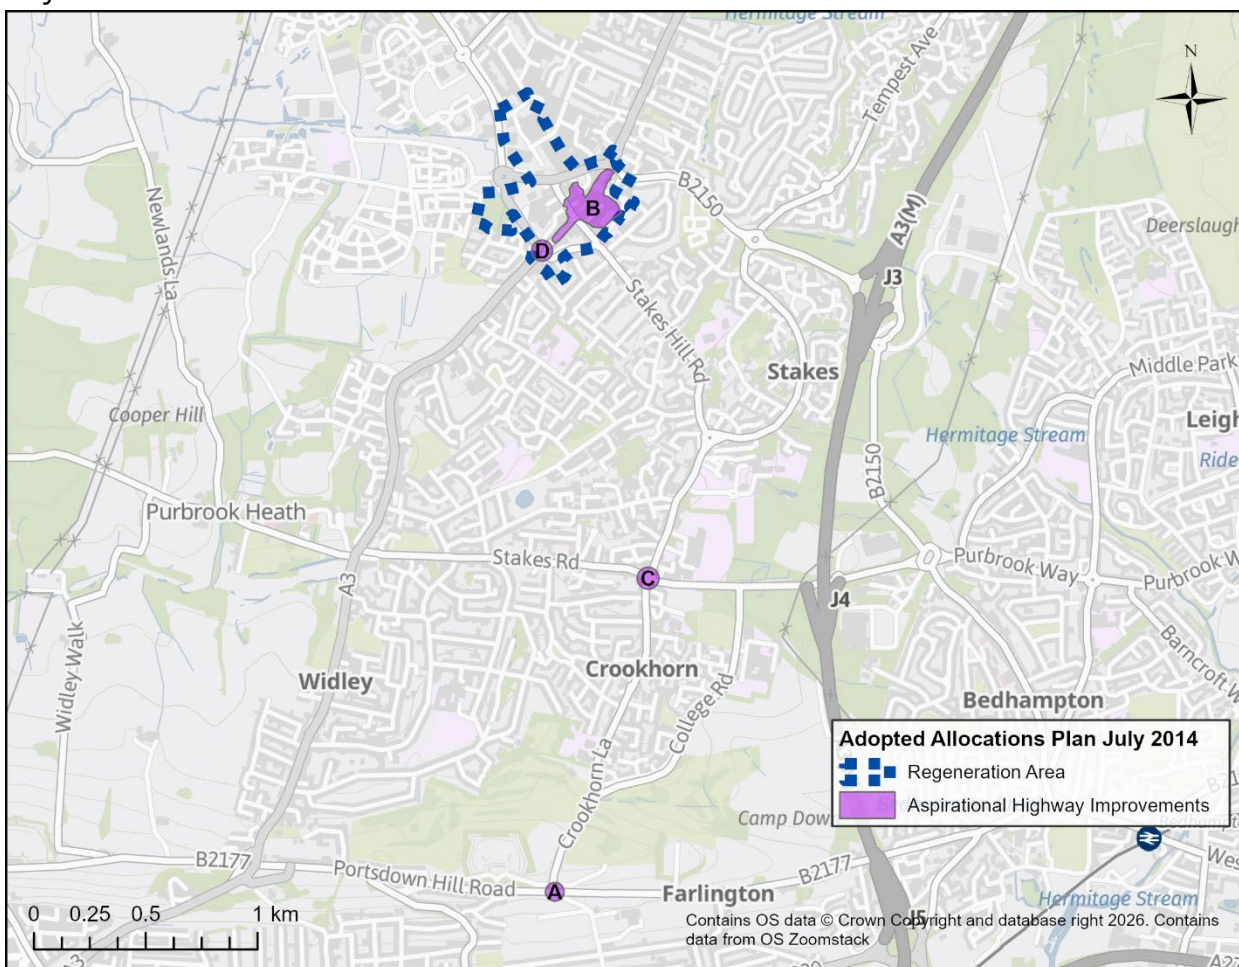 Hermitage Stream
N
Tempest Ave
Newlands La
B2150
B
Deerslaugh
D
A3(M)
J3
Stakes Hill Rd
Stakes
Middle Park
Cooper Hill
Leigh
Hermitage Stream
Ride
B2150
Purbrook Heath
Stakes Rd
Purbrook Way
Purbrook W
A3
C
J4
Widley Walk
Widley
Crookhorn
College Rd
Barncroft W
Bedhampton
Adopted Allocations Plan July 2014
Regeneration Area
Aspirational Highway Improvements
Crookhorn La
Camp Dow
B2177
Portsdown Hill Road
A
Farlington
B2177
Wes
Hermitage Stream
0 0.25 0.5 1 km
J5
Contains OS data © Crown Copyright and database right 2026. Contains
data from OS Zoomstack
A3
A27